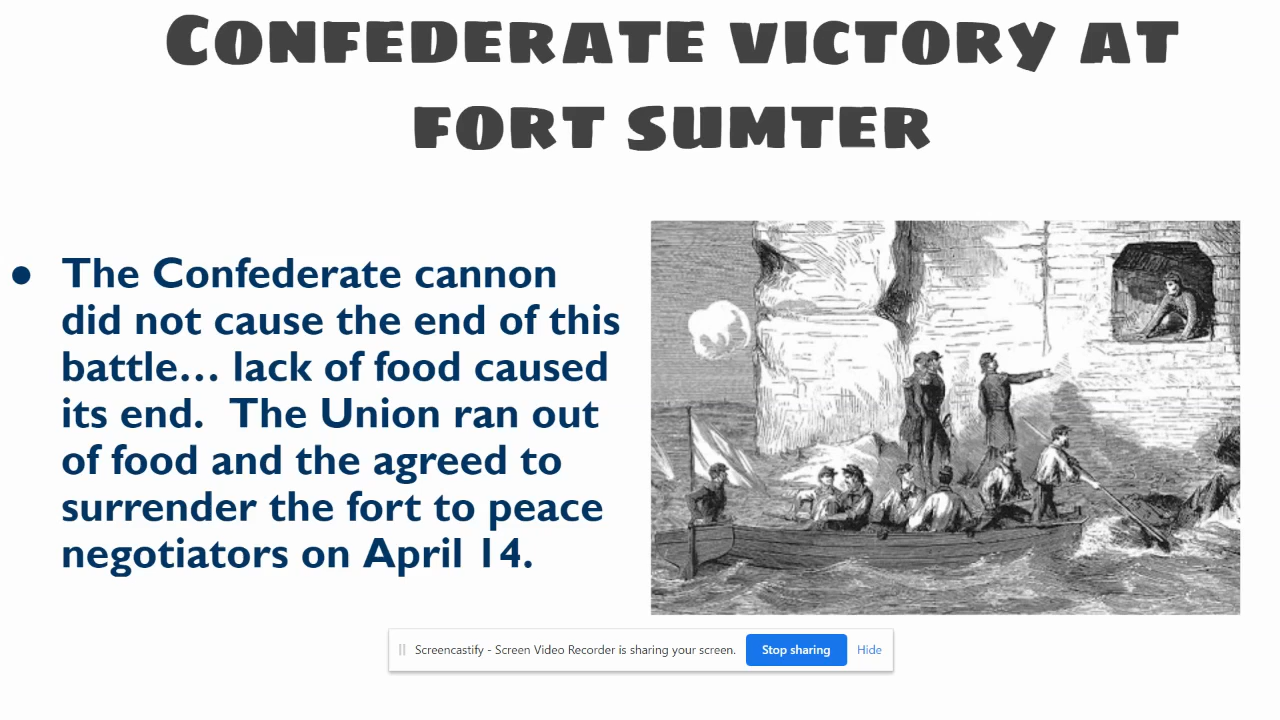 CONFEDERATE VICTORY AT
FORT SUMTER
● The Confederate cannon
did not cause the end of this
battle... lack of food caused
its end.  The Union ran out
of food and the agreed to
surrender the fort to peace
negotiators on April 14.
Screencastify - Screen Video Recorder is sharing your screen. Stop sharing Hide